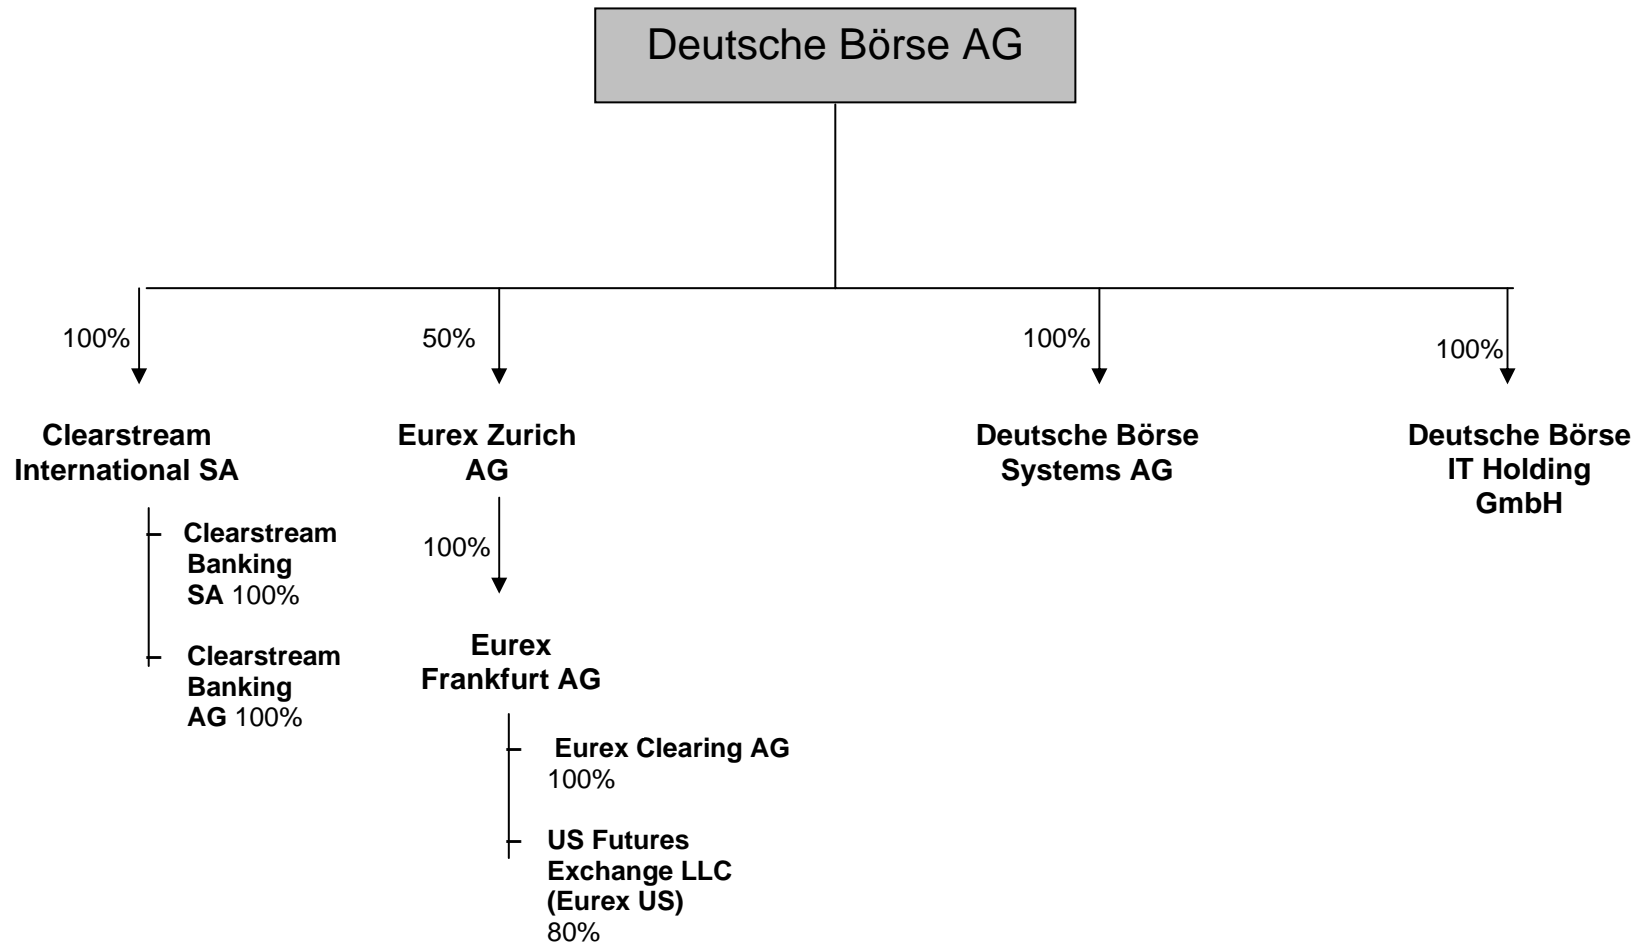 Deutsche Börse AG
100%
50%
100%
100%
Clearstream
International SA
Eurex Zurich
AG
Deutsche Börse
Systems AG
Deutsche Börse
IT Holding
GmbH
Clearstream
Banking
SA 100%
Clearstream
Banking
AG 100%
100%
Eurex
Frankfurt AG
Eurex Clearing AG
100%
US Futures
Exchange LLC
(Eurex US)
80%